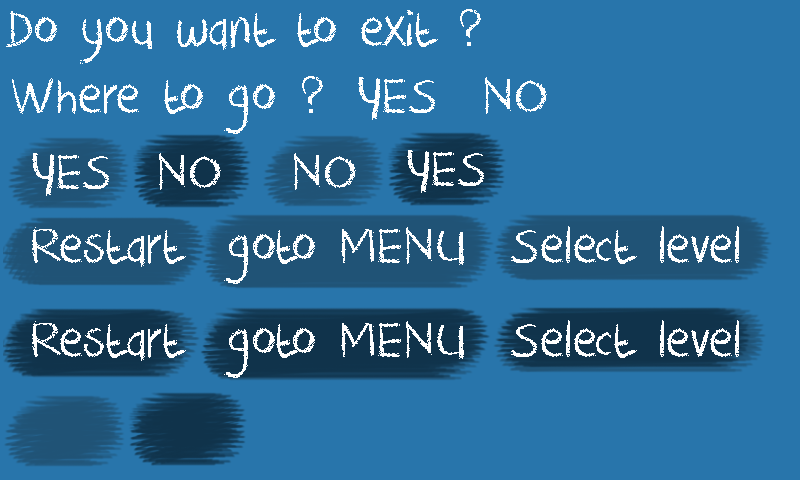 Do you want to exit ?
Where to go ? YES NO
YES NO NO YES
Restart goto MENU Select level
Restart goto MENU Select level